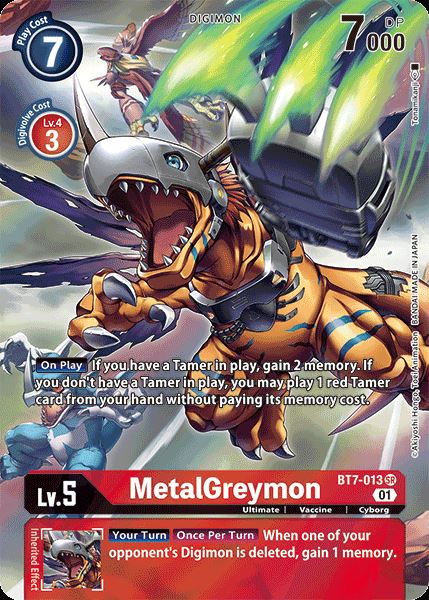 DIGIMON
Play Cost
7
DP
7000
Digivolve Cost
Lv.4
3
Tonamikanji
©Akiyoshi Hongo, Toei Animation BANDAI MADE IN JAPAN
On Play If you have a Tamer in play, gain 2 memory. If
you don't have a Tamer in play, you may play 1 red Tamer
card from your hand without paying its memory cost.
BT7-013 SR
Lv.5
MetalGreymon
01
Ultimate | Vaccine | Cyborg
Inherited Effect
Your Turn Once Per Turn When one of your
opponent's Digimon is deleted, gain 1 memory.